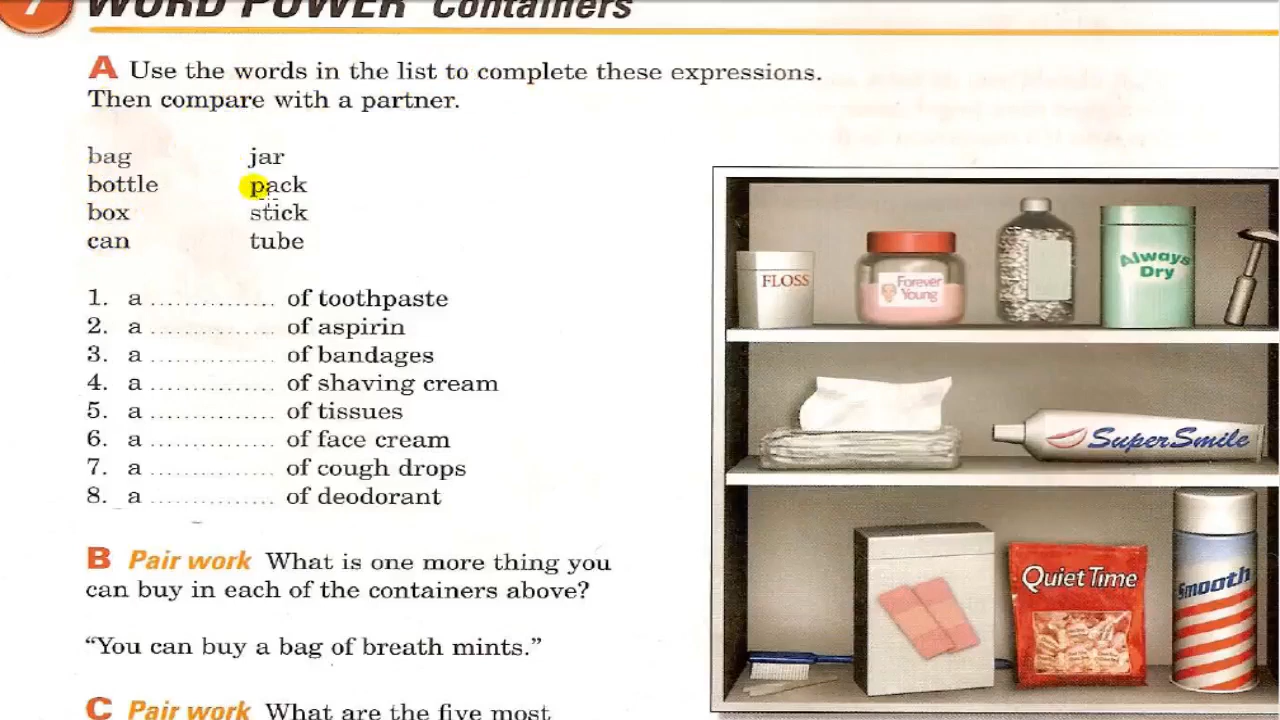 7 WORD POWER Containers
A Use the words in the list to complete these expressions.
Then compare with a partner.
bag
bottle
box
can
jar
pack
stick
tube
1. a .............. of toothpaste
2. a .............. of aspirin
3. a .............. of bandages
4. a .............. of shaving cream
5. a .............. of tissues
6. a .............. of face cream
7. a .............. of cough drops
8. a .............. of deodorant
B Pair work What is one more thing you
can buy in each of the containers above?
“You can buy a bag of breath mints.”
C Pair work What are the five most
FLOSS
Forever
Young
Always
Dry
SuperSmile
Quiet Time
Smooth